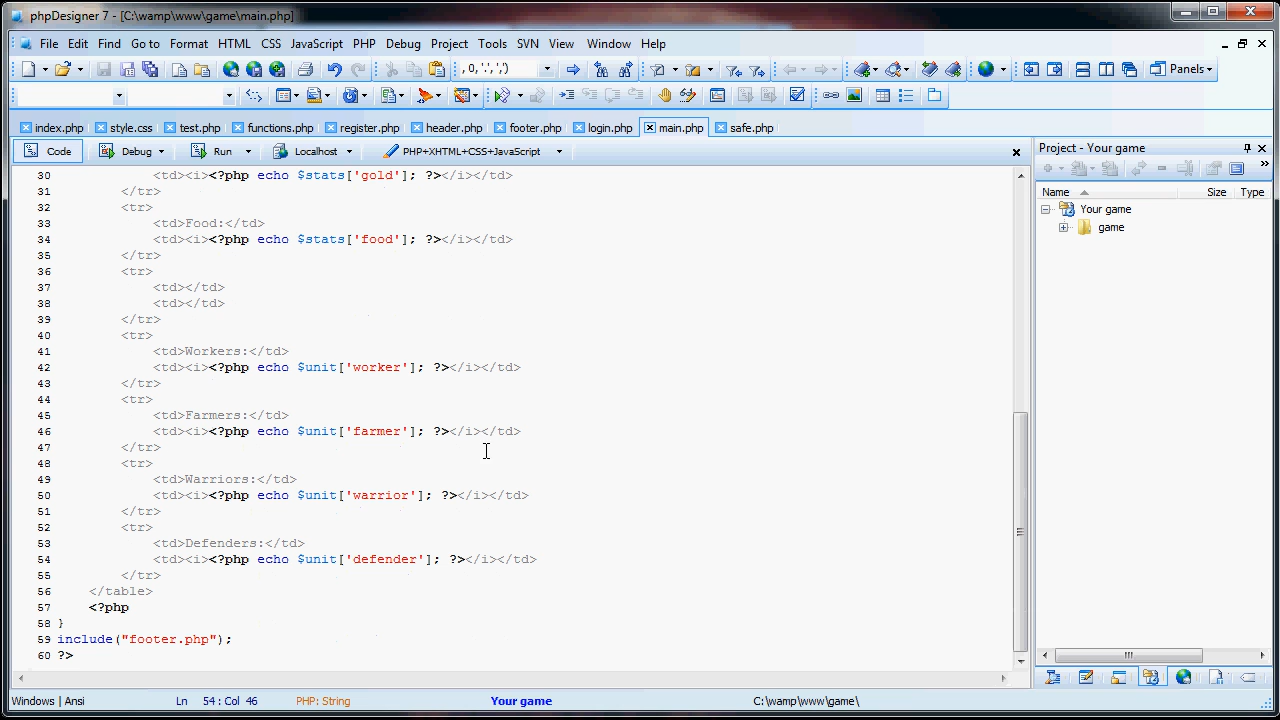 phpDesigner 7 - [C:\wamp\www\game\main.php]
File Edit Find Go to Format HTML CSS JavaScript PHP Debug Project Tools SVN View Window Help
, 0,'.',',')
Panels
index.php style.css test.php functions.php register.php header.php footer.php login.php main.php safe.php
Code Debug Run Localhost PHP+XHTML+CSS+JavaScript
Project - Your game
Name Size Type
Your game
game
30 <td><i><?php echo $stats['gold']; ?></i></td>
31 </tr>
32 <tr>
33 <td>Food:</td>
34 <td><i><?php echo $stats['food']; ?></i></td>
35 </tr>
36 <tr>
37 <td></td>
38 <td></td>
39 </tr>
40 <tr>
41 <td>Workers:</td>
42 <td><i><?php echo $unit['worker']; ?></i></td>
43 </tr>
44 <tr>
45 <td>Farmers:</td>
46 <td><i><?php echo $unit['farmer']; ?></i></td>
47 </tr>
48 <tr>
49 <td>Warriors:</td>
50 <td><i><?php echo $unit['warrior']; ?></i></td>
51 </tr>
52 <tr>
53 <td>Defenders:</td>
54 <td><i><?php echo $unit['defender']; ?></i></td>
55 </tr>
56 </table>
57 <?php
58 }
59 include("footer.php");
60 ?>
Windows | Ansi Ln 54 : Col 46 PHP: String Your game C:\wamp\www\game\